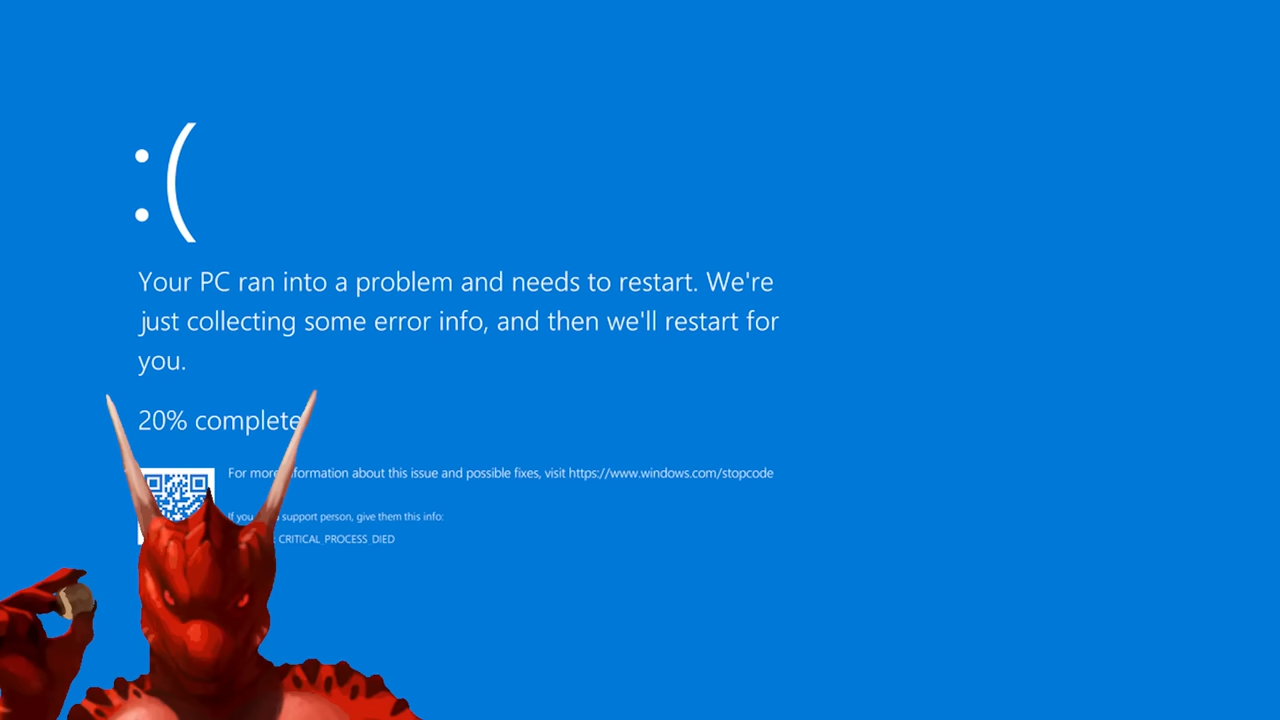 :(
Your PC ran into a problem and needs to restart. We're
just collecting some error info, and then we'll restart for
you.
20% complete
For more information about this issue and possible fixes, visit https://www.windows.com/stopcode
If you support person, give them this info:
CRITICAL PROCESS DIED